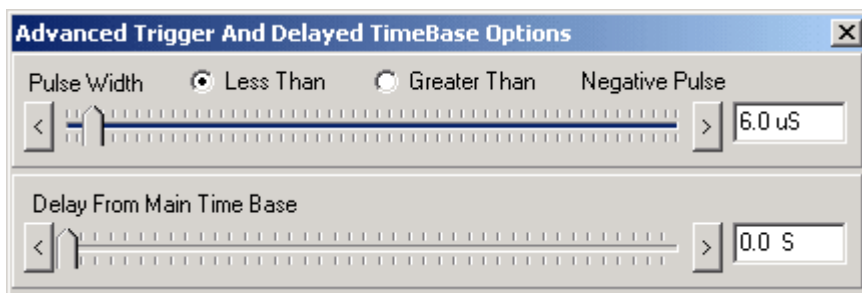 Advanced Trigger And Delayed TimeBase Options
Pulse Width Less Than Greater Than Negative Pulse
< > 6.0 uS
Delay From Main Time Base
< > 0.0 S